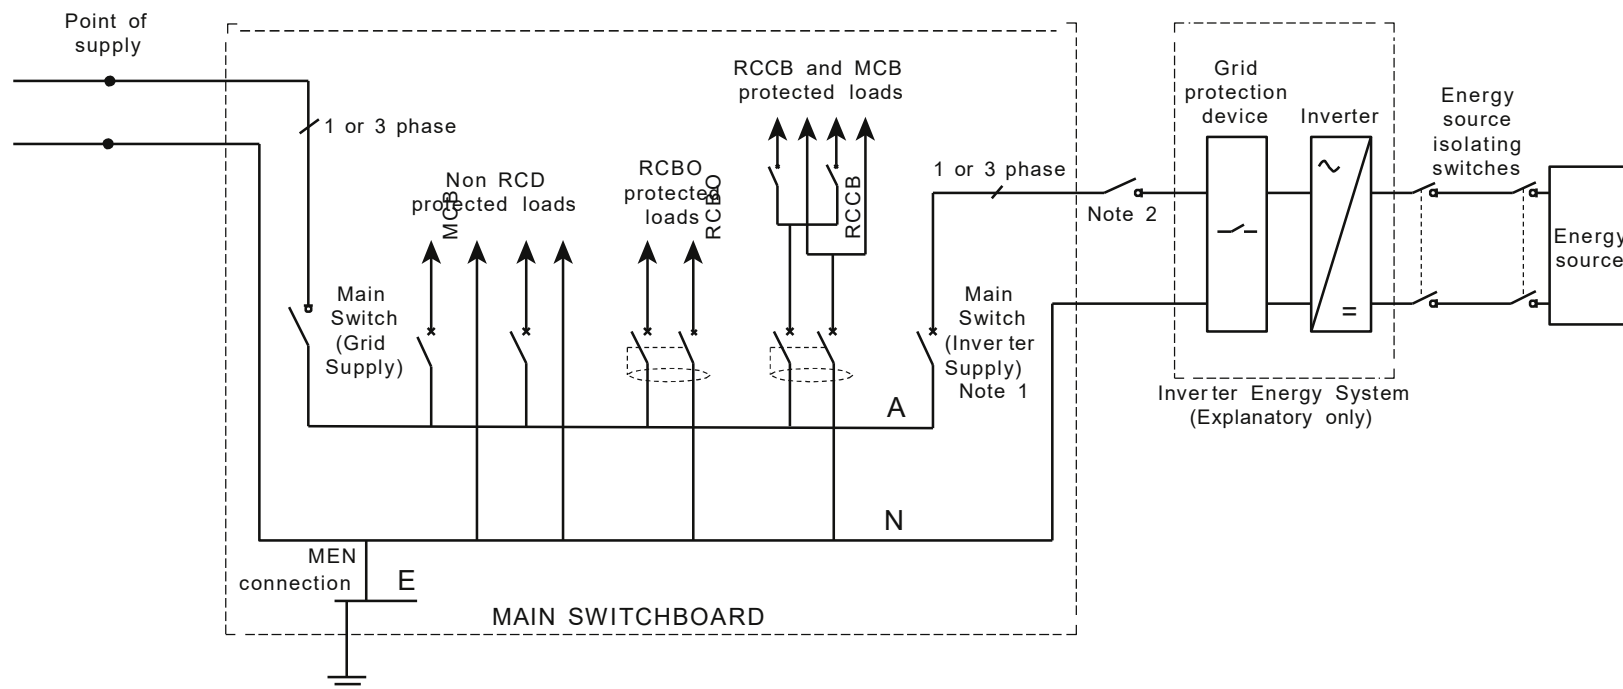 Point of
supply
1 or 3 phase
Main
Switch
(Grid
Supply)
Non RCD
protected loads
MCB
RCBO
protected
loads
RCBO
RCCB and MCB
protected loads
RCCB
1 or 3 phase
Main
Switch
(Inverter
Supply)
Note 1
Note 2
Grid
protection
device
Inverter
=
Inverter Energy System
(Explanatory only)
Energy
source
isolating
switches
Energy
source
A
N
MEN
connection
E
MAIN SWITCHBOARD